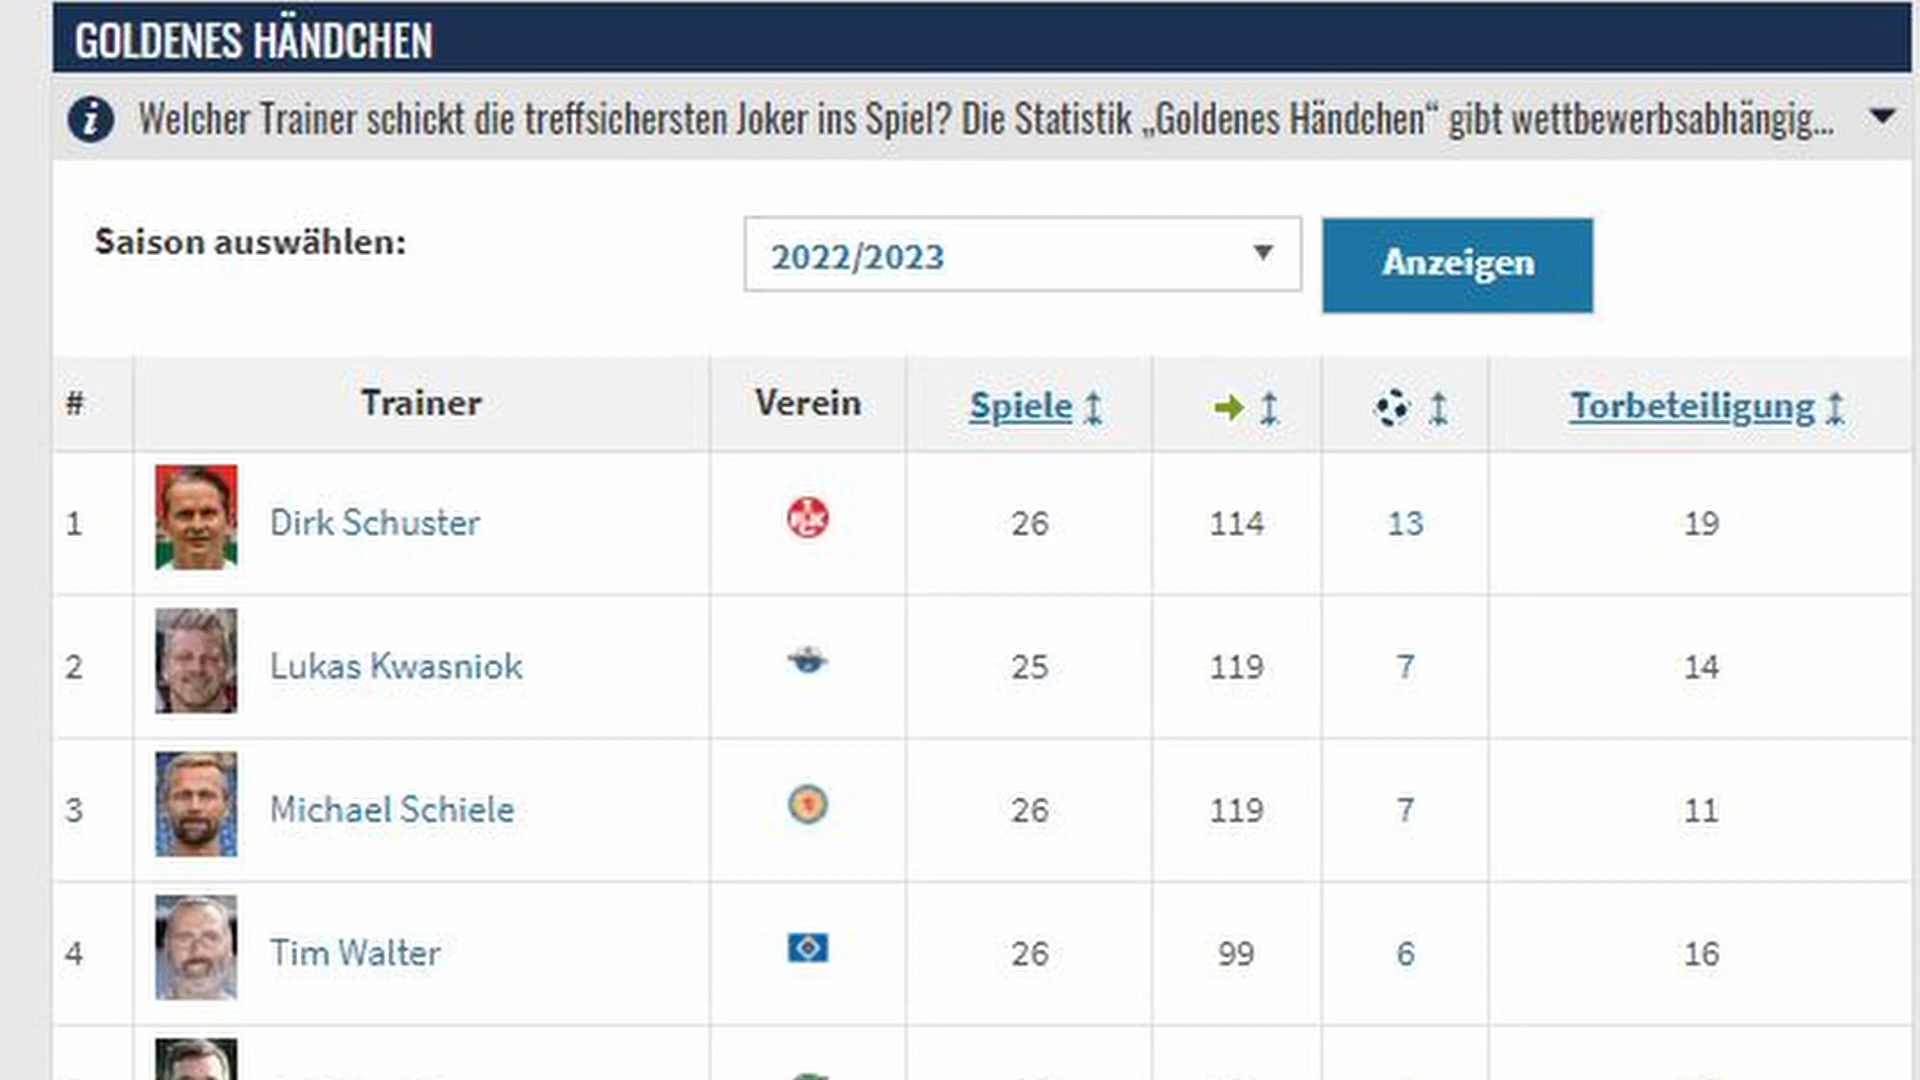 GOLDENES HÄNDCHEN
Welcher Trainer schickt die treffsichersten Joker ins Spiel? Die Statistik „Goldenes Händchen“ gibt wettbewerbsabhängig...
Saison auswählen:
2022/2023
Anzeigen
# Trainer Verein Spiele Torbeteiligung
1 Dirk Schuster 26 114 13 19
2 Lukas Kwasniok 25 119 7 14
3 Michael Schiele 26 119 7 11
4 Tim Walter 26 99 6 16